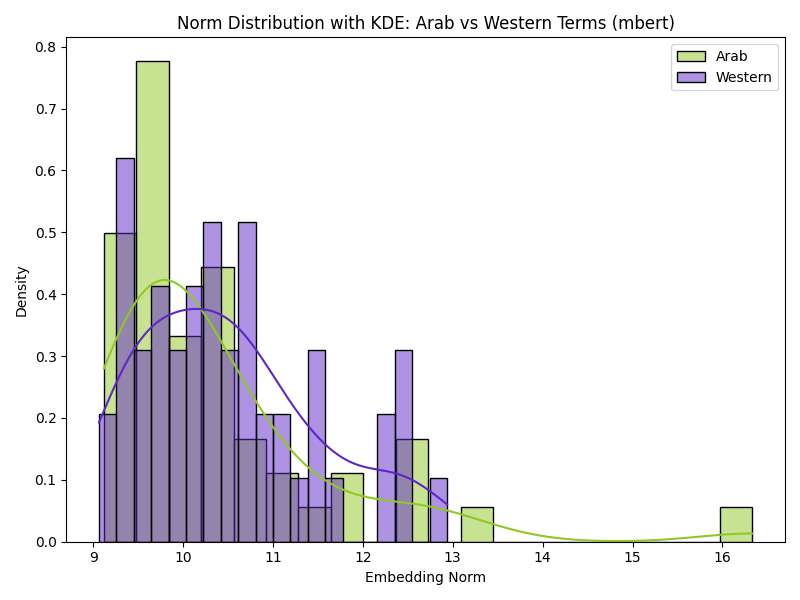 Norm Distribution with KDE: Arab vs Western Terms (mbert)
Arab
Western
Density
0.8
0.7
0.6
0.5
0.4
0.3
0.2
0.1
0.0
9 10 11 12 13 14 15 16
Embedding Norm